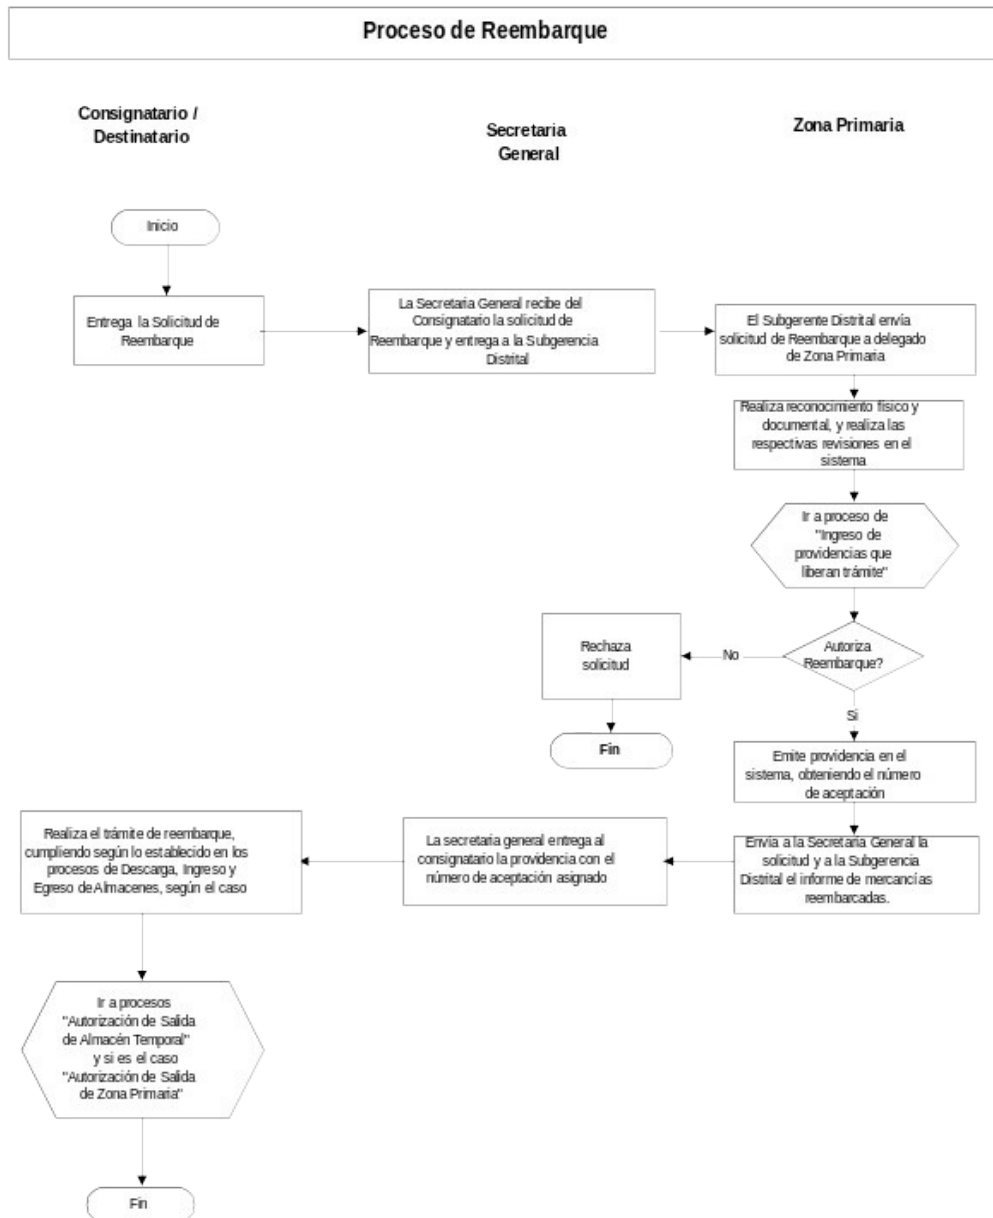 Proceso de Reembarque
Consignatario /
Destinatario
Secretaria
General
Zona Primaria
Inicio
Entrega la Solicitud de
Reembarque
La Secretaria General recibe del
Consignatario la solicitud de
Reembarque y entrega a la Subgerencia
Distrital
El Subgerente Distrital envía
solicitud de Reembarque a delegado
de Zona Primaria
Realiza reconocimiento físico y
documental, y realiza las
respectivas revisiones en el
sistema
Ir a proceso de
"Ingreso de
providencias que
liberan trámite"
Autoriza
Reembarque?
No
Rechaza
solicitud
Fin
Si
Emite providencia en el
sistema, obteniendo el número
de aceptación
Envía a la Secretaria General la
solicitud y a la Subgerencia
Distrital el informe de mercancías
reembarcadas.
La secretaria general entrega al
consignatario la providencia con el
número de aceptación asignado
Realiza el trámite de reembarque,
cumpliendo según lo establecido en los
procesos de Descarga, Ingreso y
Egreso de Almacenes, según el caso
Ir a procesos
"Autorización de Salida
de Almacén Temporal"
y si es el caso
"Autorización de Salida
de Zona Primaria"
Fin